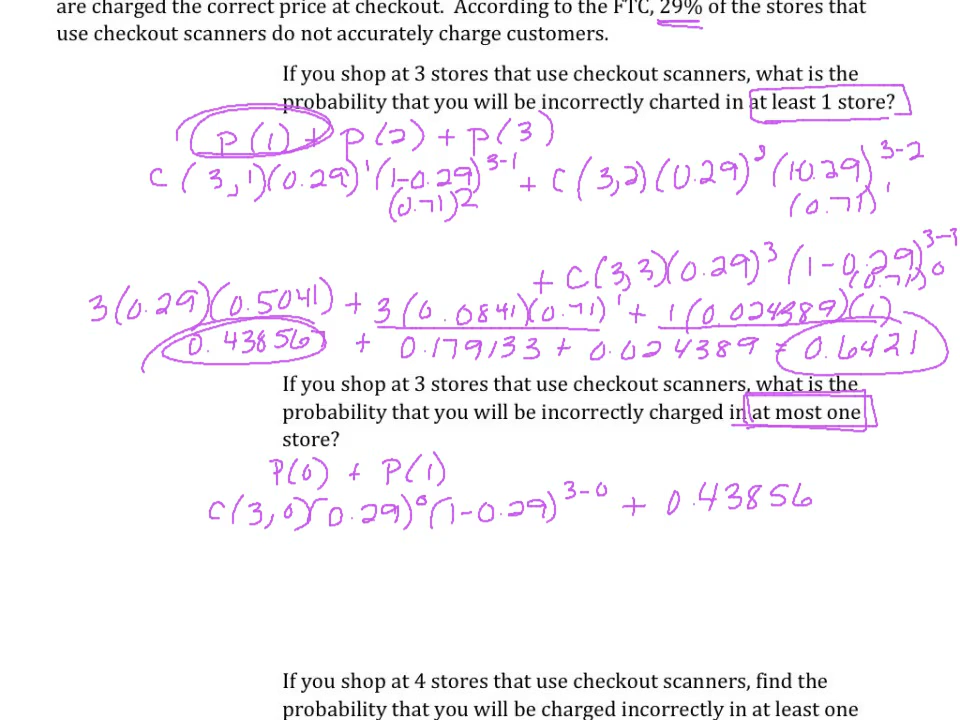 are charged the correct price at checkout. According to the FTC, 29% of the stores that
use checkout scanners do not accurately charge customers.
If you shop at 3 stores that use checkout scanners, what is the
probability that you will be incorrectly charted in at least 1 store?
P(1) + P(2) + P(3)
C(3,1)(0.29)¹(1-0.29)³⁻¹ + C(3,2)(0.29)²(1-0.29)³⁻²
(0.71)² (0.71)¹
+ C(3,3)(0.29)³(1-0.29)³⁻³
(0.71)⁰
3(0.29)(0.5041) + 3(0.0841)(0.71)¹ + 1(0.024389)(1)
0.438567 + 0.179133 + 0.024389 = 0.6421
If you shop at 3 stores that use checkout scanners, what is the
probability that you will be incorrectly charged in at most one
store?
P(0) + P(1)
C(3,0)(0.29)⁰(1-0.29)³⁻⁰ + 0.43856
If you shop at 4 stores that use checkout scanners, find the
probability that you will be charged incorrectly in at least one